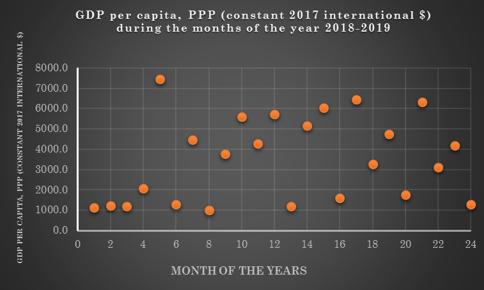 GDP per capita, PPP (constant 2017 international $)
during the months of the year 2018-2019
GDP PER CAPITA, PPP (CONSTANT 2017 INTERNATIONAL $)
8000.0
7000.0
6000.0
5000.0
4000.0
3000.0
2000.0
1000.0
0.0
0 2 4 6 8 10 12 14 16 18 20 22 24
MONTH OF THE YEARS